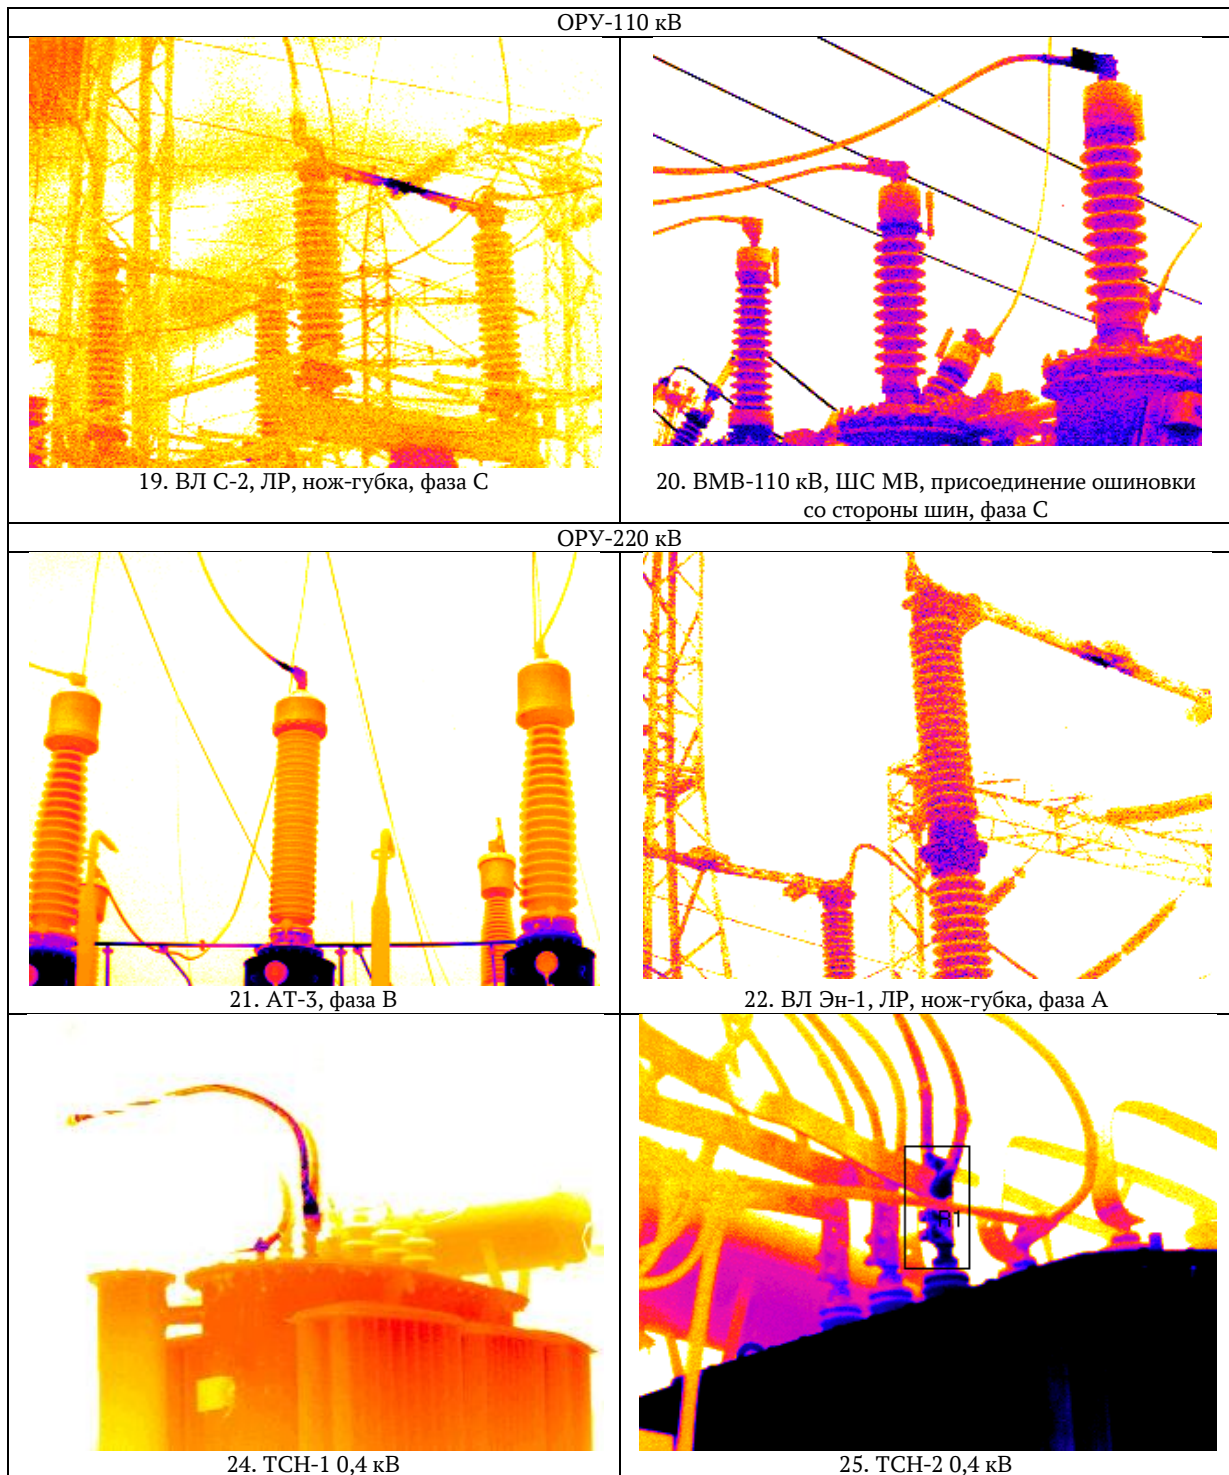 ОРУ-110 кВ
19. ВЛ С-2, ЛР, нож-губка, фаза С
20. ВМВ-110 кВ, ШС МВ, присоединение ошиновки
со стороны шин, фаза С
ОРУ-220 кВ
21. АТ-3, фаза В
22. ВЛ Эн-1, ЛР, нож-губка, фаза А
R1
24. ТСН-1 0,4 кВ
25. ТСН-2 0,4 кВ